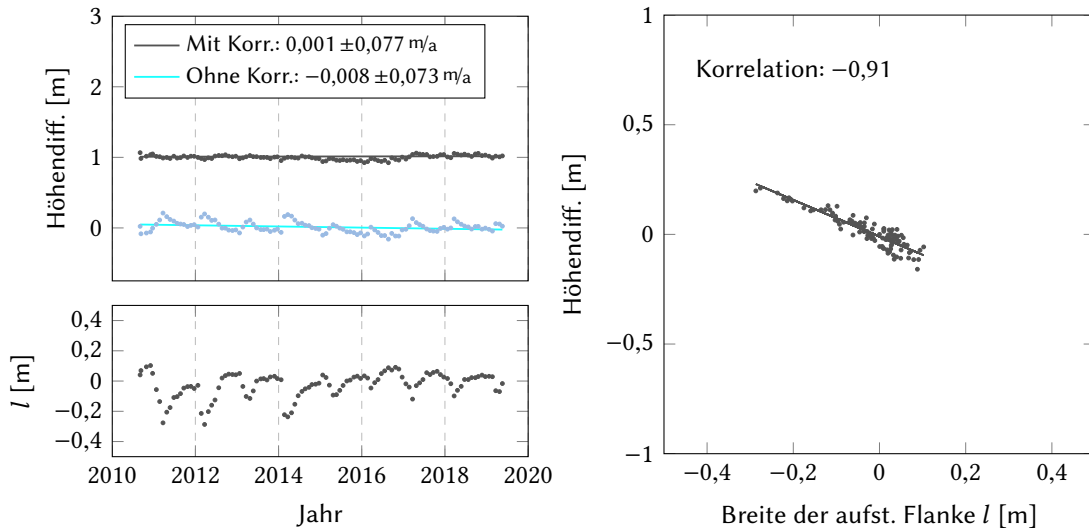 3
2
1
0
Höhendiff. [m]
Mit Korr.: 0,001 ±0,077 m/a
Ohne Korr.: −0,008 ±0,073 m/a
0,4
0,2
0
−0,2
−0,4
l [m]
2010 2012 2014 2016 2018 2020
Jahr
1
0,5
0
−0,5
−1
Höhendiff. [m]
Korrelation: −0,91
−0,4 −0,2 0 0,2 0,4
Breite der aufst. Flanke l [m]